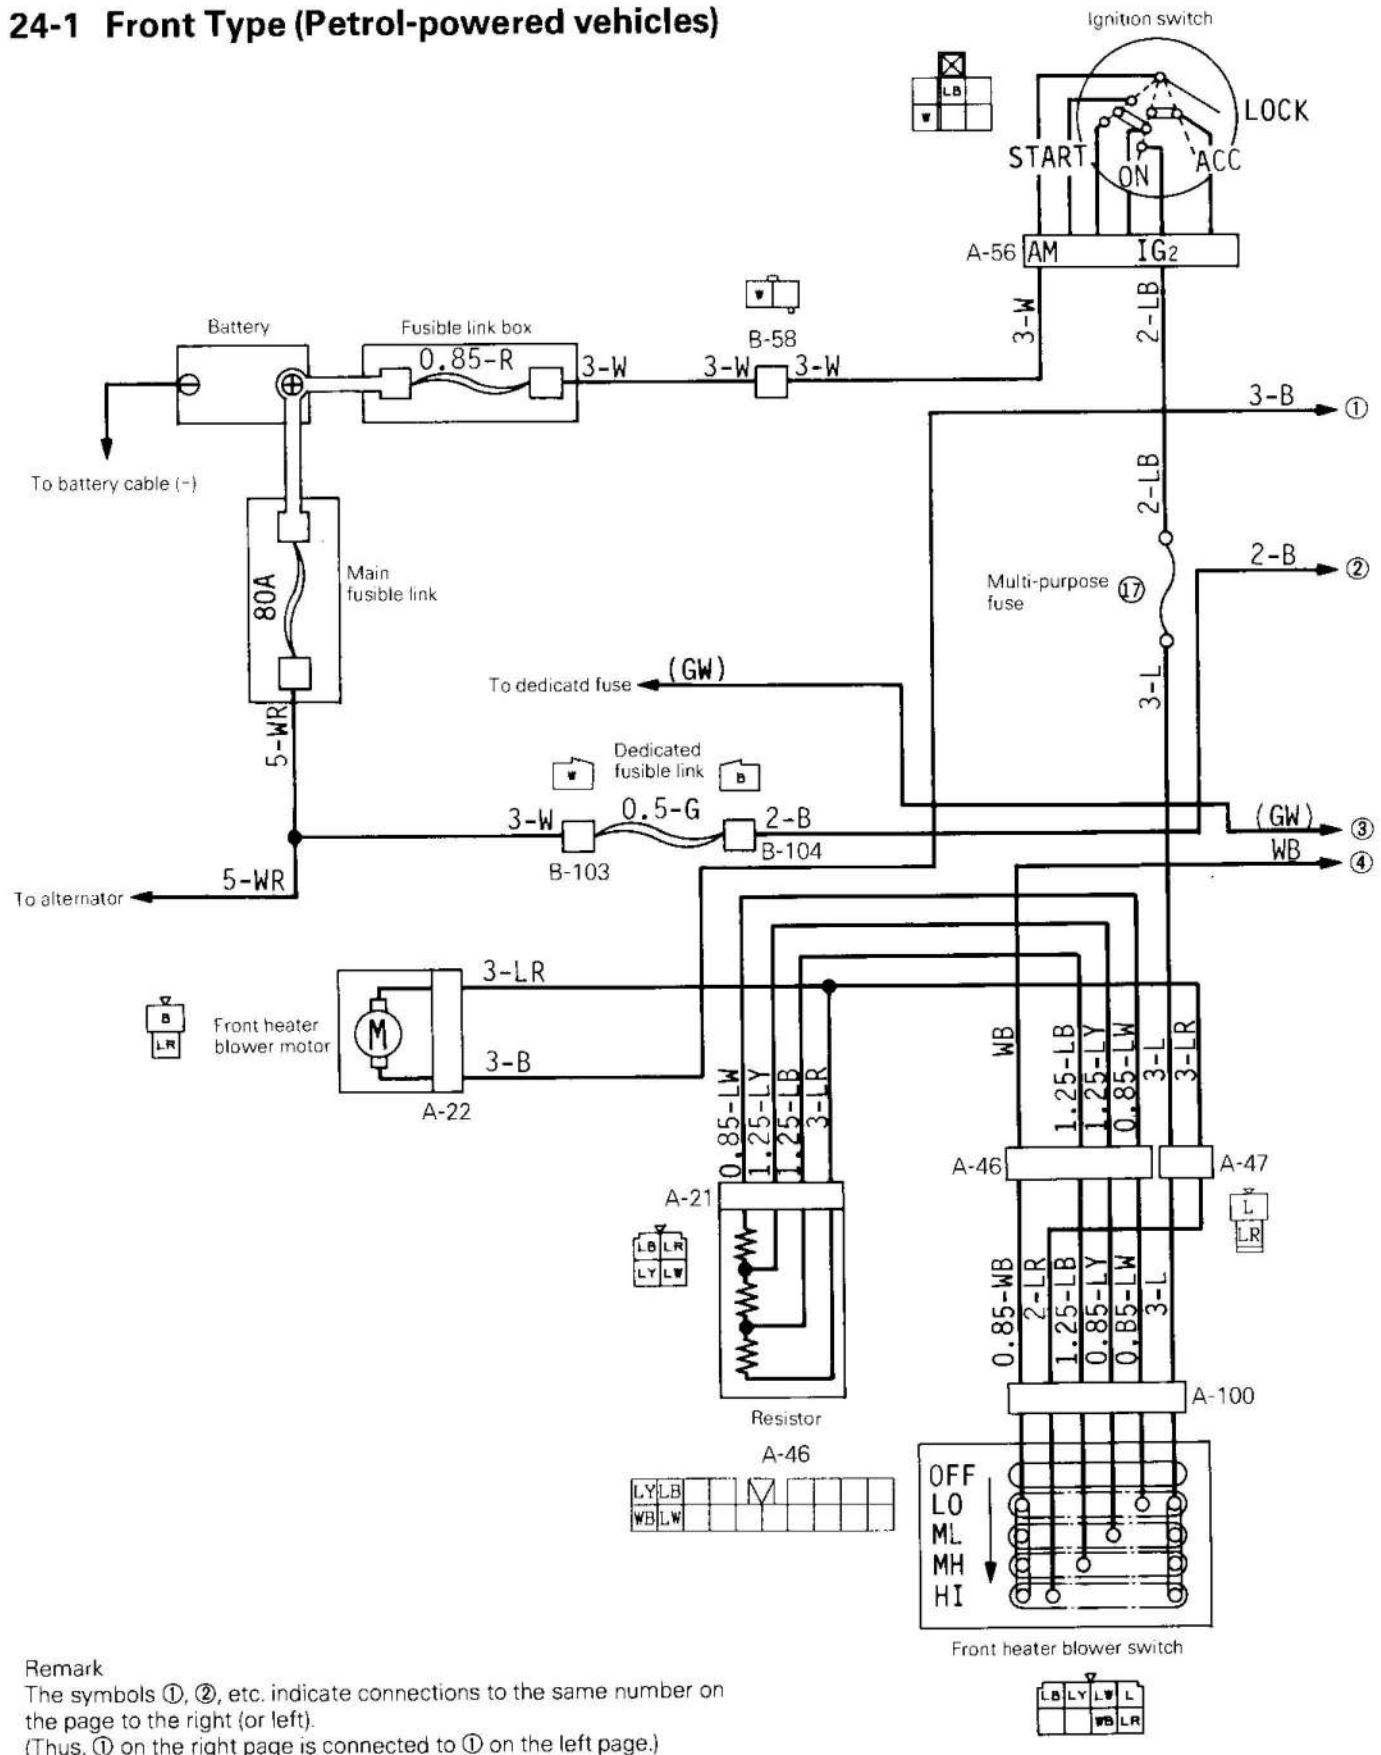 24-1 Front Type (Petrol-powered vehicles)
Ignition switch
LB
W
LOCK
START
ON
ACC
A-56
AM
IG2
3-W
2-LB
W
B-58
Battery
Fusible link box
0.85-R
3-W
3-W
3-W
3-B
①
To battery cable (−)
2-LB
80A
Main
fusible link
Multi-purpose
fuse
⑰
2-B
②
To dedicatd fuse
(GW)
3-L
5-WR
Dedicated
fusible link
W
B
3-W
0.5-G
2-B
B-103
B-104
(GW)
③
WB
④
To alternator
5-WR
3-LR
B
LR
Front heater
blower motor
M
3-B
A-22
0.85-LW
1.25-LY
1.25-LB
3-LR
WB
1.25-LB
1.25-LY
0.85-LW
3-L
3-LR
A-46
A-47
L
LR
A-21
LB
LR
LY
LW
0.85-WB
2-LR
1.25-LB
0.85-LY
0.B5-LW
3-L
A-100
Resistor
A-46
LY
LB
WB
LW
OFF
LO
ML
MH
HI
Front heater blower switch
LB
LY
LW
L
WB
LR
Remark
The symbols ①, ②, etc. indicate connections to the same number on
the page to the right (or left).
(Thus, ① on the right page is connected to ① on the left page.)